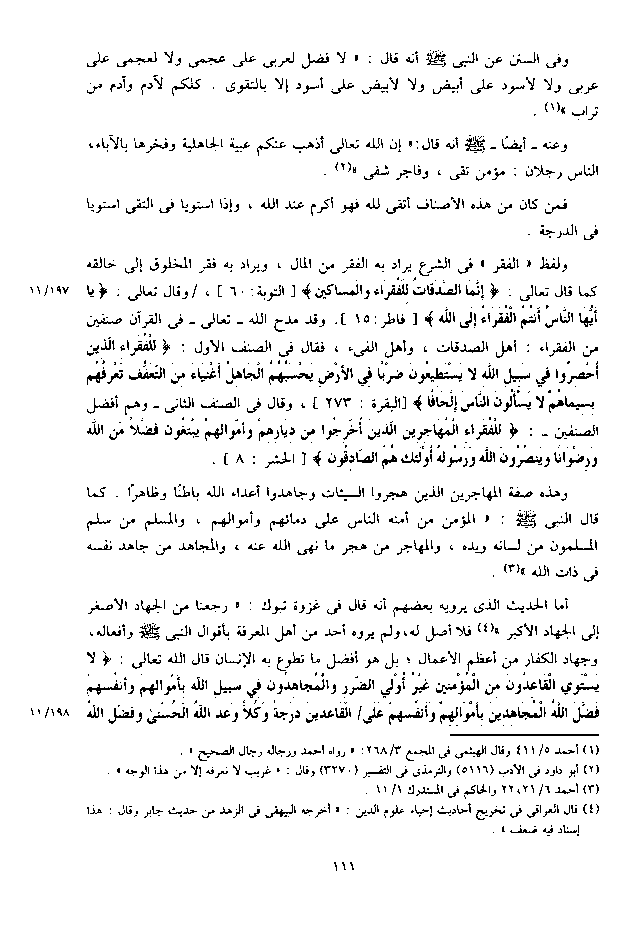 وفى السنن عن النبى ﷺ أنه قال : « لا فضل لعربى على عجمى ولا لعجمى على
عربى ولا لأسود على أبيض ولا لأبيض على أسود إلا بالتقوى . كلكم لآدم وآدم من
تراب »(١) .
وعنه ـ أيضًا ـ ﷺ أنه قال:« إن الله تعالى أذهب عنكم عبية الجاهلية وفخرها بالآباء،
الناس رجلان : مؤمن تقى ، وفاجر شقى »(٢) .
فمن كان من هذه الأصناف أتقى لله فهو أكرم عند الله ، وإذا استويا فى التقى استويا
فى الدرجة .
ولفظ « الفقر » فى الشرع يراد به الفقر من المال ، ويراد به فقر المخلوق إلى خالقه
كما قال تعالى : ﴿ إِنَّمَا الصَّدَقَاتُ لِلْفُقَرَاءِ وَالْمَسَاكِينِ ﴾ [ التوبة: ٦٠ ] ، / وقال تعالى : ﴿ يَا ١١/١٩٧
أَيُّهَا النَّاسُ أَنتُمُ الْفُقَرَاءُ إِلَى اللَّهِ ﴾ [ فاطر: ١٥ ]. وقد مدح الله ـ تعالى ـ فى القرآن صنفين
من الفقراء : أهل الصدقات ، وأهل الفىء ، فقال فى الصنف الأول : ﴿ لِلْفُقَرَاءِ الَّذِينَ
أُحْصِرُوا فِي سَبِيلِ اللَّهِ لا يَسْتَطِيعُونَ ضَرْبًا فِي الأَرْضِ يَحْسَبُهُمُ الْجَاهِلُ أَغْنِيَاءَ مِنَ التَّعَفُّفِ تَعْرِفُهُم
بِسِيمَاهُمْ لا يَسْأَلُونَ النَّاسَ إِلْحَافًا ﴾ [البقرة : ٢٧٣ ] ، وقال فى الصنف الثانى ـ وهم أفضل
الصنفين ـ : ﴿ لِلْفُقَرَاءِ الْمُهَاجِرِينَ الَّذِينَ أُخْرِجُوا مِن دِيَارِهِمْ وَأَمْوَالِهِمْ يَبْتَغُونَ فَضْلاً مِّنَ اللَّهِ
وَرِضْوَانًا وَيَنصُرُونَ اللَّهَ وَرَسُولَهُ أُولَئِكَ هُمُ الصَّادِقُونَ ﴾ [ الحشر : ٨ ] .
وهذه صفة المهاجرين الذين هجروا السيئات وجاهدوا أعداء الله باطنًا وظاهرًا . كما
قال النبى ﷺ : « المؤمن من أمنه الناس على دمائهم وأموالهم ، والمسلم من سلم
المسلمون من لسانه ويده ، والمهاجر من هجر ما نهى الله عنه ، والمجاهد من جاهد نفسه
فى ذات الله »(٣) .
أما الحديث الذى يرويه بعضهم أنه قال فى غزوة تبوك : « رجعنا من الجهاد الأصغر
إلى الجهاد الأكبر »(٤) فلا أصل له،ولم يروه أحد من أهل المعرفة بأقوال النبى ﷺ وأفعاله،
وجهاد الكفار من أعظم الأعمال ؛ بل هو أفضل ما تطوع به الإنسان قال الله تعالى : ﴿ لا
يَسْتَوِي الْقَاعِدُونَ مِنَ الْمُؤْمِنِينَ غَيْرُ أُولِي الضَّرَرِ وَالْمُجَاهِدُونَ فِي سَبِيلِ اللَّهِ بِأَمْوَالِهِمْ وَأَنفُسِهِمْ
فَضَّلَ اللَّهُ الْمُجَاهِدِينَ بِأَمْوَالِهِمْ وَأَنفُسِهِمْ عَلَى/ الْقَاعِدِينَ دَرَجَةً وَكُلاًّ وَعَدَ اللَّهُ الْحُسْنَىٰ وَفَضَّلَ اللَّهُ ١١/١٩٨
(١) أحمد ٤١١/٥ وقال الهيثمى فى المجمع ٢٦٨/٣: « رواه أحمد ورجاله رجال الصحيح » .
(٢) أبو داود فى الأدب (٥١١٦) والترمذى فى التفسير (٣٢٧٠) وقال : « غريب لا نعرفه إلا من هذا الوجه » .
(٣) أحمد ٢١/٦، ٢٢ والحاكم فى المستدرك ١١/١ .
(٤) قال العراقى فى تخريج أحاديث إحياء علوم الدين : « أخرجه البيهقى فى الزهد من حديث جابر وقال : هذا
إسناد فيه ضعف » .
١١١